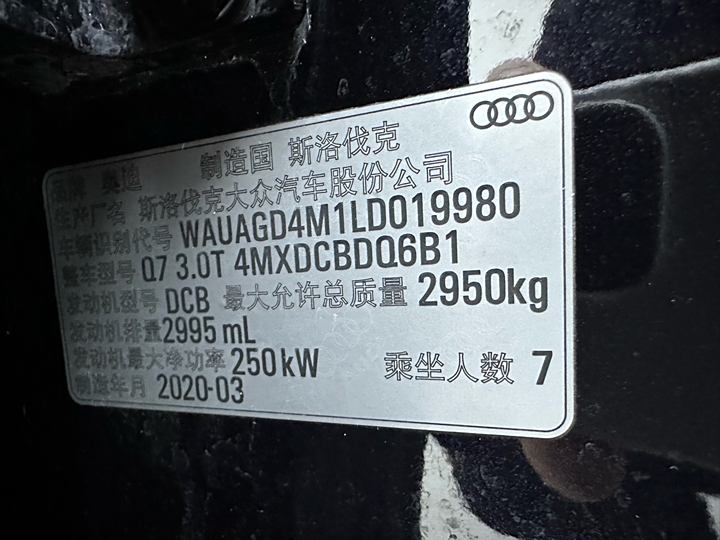 奥迪 制造国 斯洛伐克
生产厂名 斯洛伐克大众汽车股份公司
车辆识别代号 WAUAGD4M1LD019980
整车型号 Q7 3.0T 4MXDCBDQ6B1
发动机型号 DCB 最大允许总质量 2950kg
发动机排量 2995 mL
发动机最大净功率 250 kW 乘坐人数 7
制造年月 2020-03